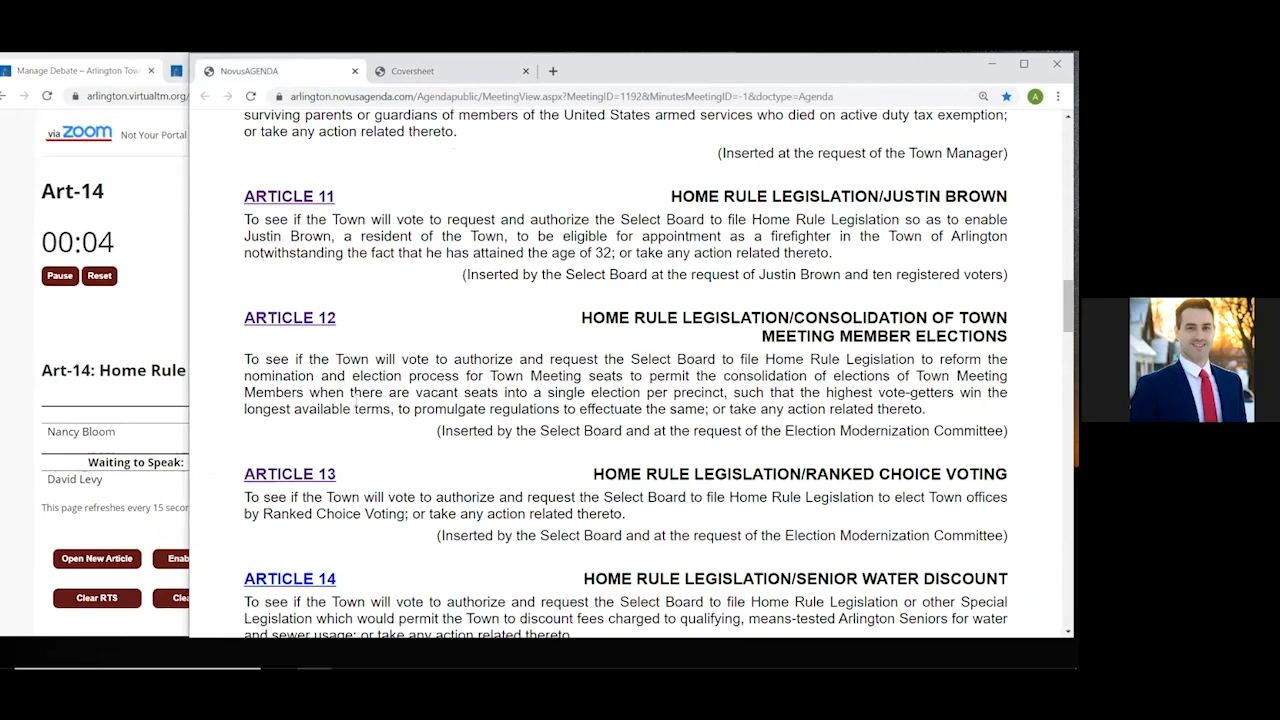 Manage Debate – Arlington Tow
NovusAGENDA
Coversheet
arlington.virtualtm.org/
arlington.novusagenda.com/Agendapublic/MeetingView.aspx?MeetingID=1192&MinutesMeetingID=-1&doctype=Agenda
A
via zoom Not Your Portal
Art-14
00:04
Pause Reset
Art-14: Home Rule
Nancy Bloom
Waiting to Speak:
David Levy
This page refreshes every 15 secon
Open New Article Enab
Clear RTS Clea
surviving parents or guardians of members of the United States armed services who died on active duty tax exemption;
or take any action related thereto.
(Inserted at the request of the Town Manager)
ARTICLE 11 HOME RULE LEGISLATION/JUSTIN BROWN
To see if the Town will vote to request and authorize the Select Board to file Home Rule Legislation so as to enable
Justin Brown, a resident of the Town, to be eligible for appointment as a firefighter in the Town of Arlington
notwithstanding the fact that he has attained the age of 32; or take any action related thereto.
(Inserted by the Select Board at the request of Justin Brown and ten registered voters)
ARTICLE 12 HOME RULE LEGISLATION/CONSOLIDATION OF TOWN
MEETING MEMBER ELECTIONS
To see if the Town will vote to authorize and request the Select Board to file Home Rule Legislation to reform the
nomination and election process for Town Meeting seats to permit the consolidation of elections of Town Meeting
Members when there are vacant seats into a single election per precinct, such that the highest vote-getters win the
longest available terms, to promulgate regulations to effectuate the same; or take any action related thereto.
(Inserted by the Select Board and at the request of the Election Modernization Committee)
ARTICLE 13 HOME RULE LEGISLATION/RANKED CHOICE VOTING
To see if the Town will vote to authorize and request the Select Board to file Home Rule Legislation to elect Town offices
by Ranked Choice Voting; or take any action related thereto.
(Inserted by the Select Board and at the request of the Election Modernization Committee)
ARTICLE 14 HOME RULE LEGISLATION/SENIOR WATER DISCOUNT
To see if the Town will vote to authorize and request the Select Board to file Home Rule Legislation or other Special
Legislation which would permit the Town to discount fees charged to qualifying, means-tested Arlington Seniors for water
and sewer usage; or take any action related thereto.